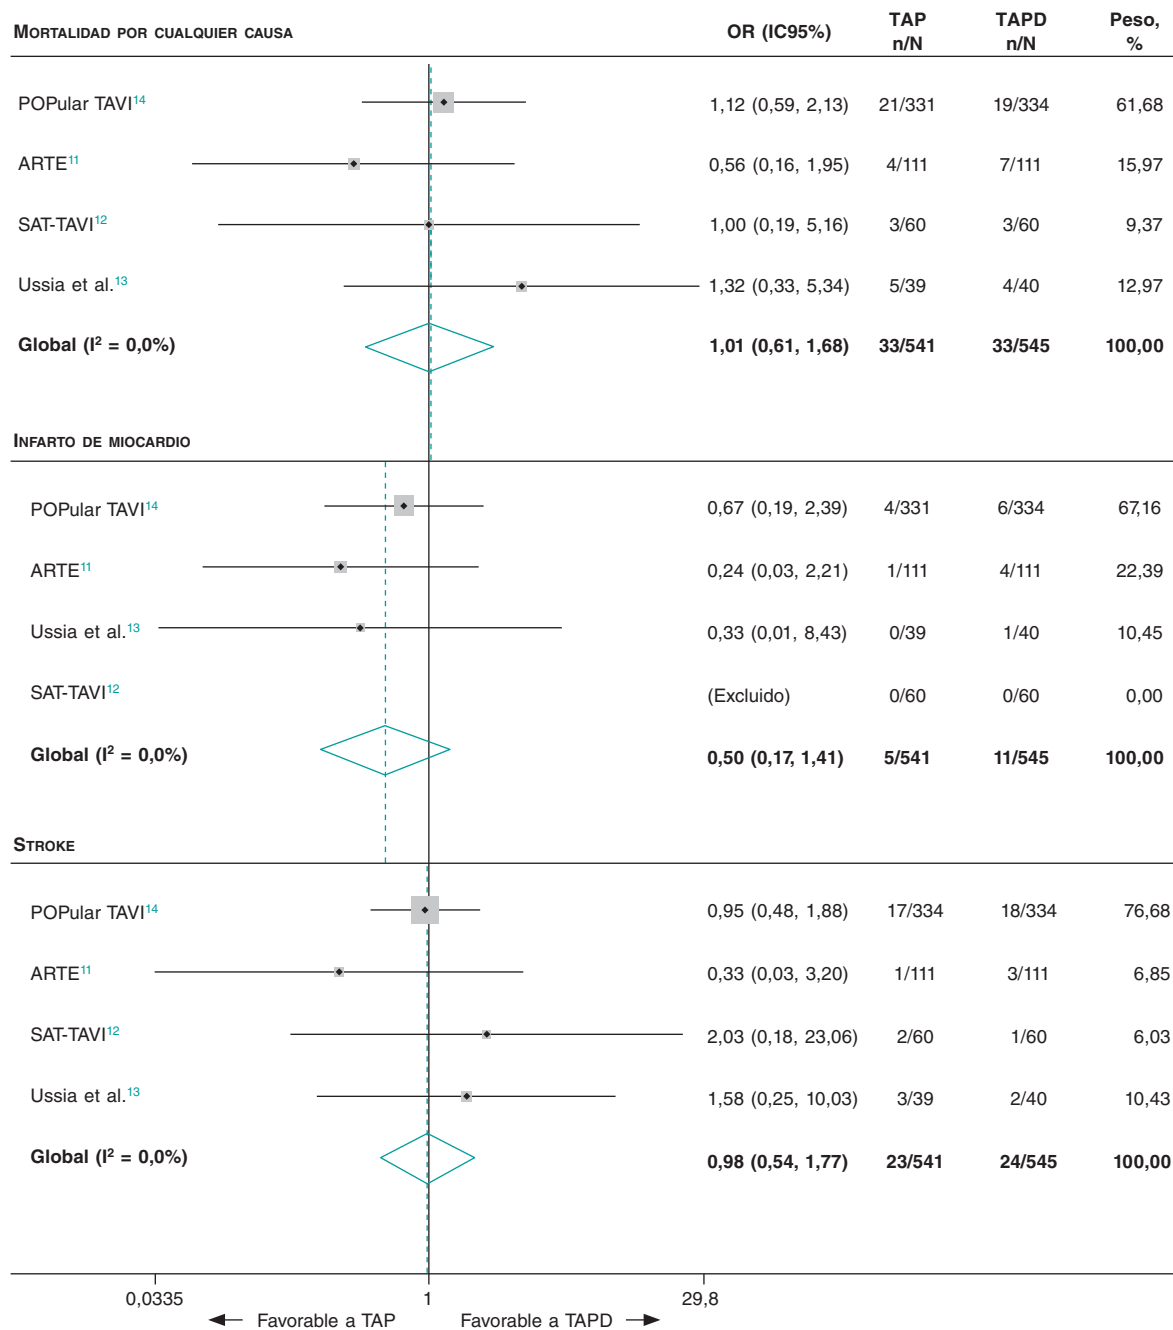 MORTALIDAD POR CUALQUIER CAUSA OR (IC95%) TAP n/N TAPD n/N Peso, %
POPular TAVI14 1,12 (0,59, 2,13) 21/331 19/334 61,68
ARTE11 0,56 (0,16, 1,95) 4/111 7/111 15,97
SAT-TAVI12 1,00 (0,19, 5,16) 3/60 3/60 9,37
Ussia et al.13 1,32 (0,33, 5,34) 5/39 4/40 12,97
Global (I2 = 0,0%) 1,01 (0,61, 1,68) 33/541 33/545 100,00
INFARTO DE MIOCARDIO
POPular TAVI14 0,67 (0,19, 2,39) 4/331 6/334 67,16
ARTE11 0,24 (0,03, 2,21) 1/111 4/111 22,39
Ussia et al.13 0,33 (0,01, 8,43) 0/39 1/40 10,45
SAT-TAVI12 (Excluido) 0/60 0/60 0,00
Global (I2 = 0,0%) 0,50 (0,17, 1,41) 5/541 11/545 100,00
STROKE
POPular TAVI14 0,95 (0,48, 1,88) 17/334 18/334 76,68
ARTE11 0,33 (0,03, 3,20) 1/111 3/111 6,85
SAT-TAVI12 2,03 (0,18, 23,06) 2/60 1/60 6,03
Ussia et al.13 1,58 (0,25, 10,03) 3/39 2/40 10,43
Global (I2 = 0,0%) 0,98 (0,54, 1,77) 23/541 24/545 100,00
0,0335 1 29,8
Favorable a TAP Favorable a TAPD